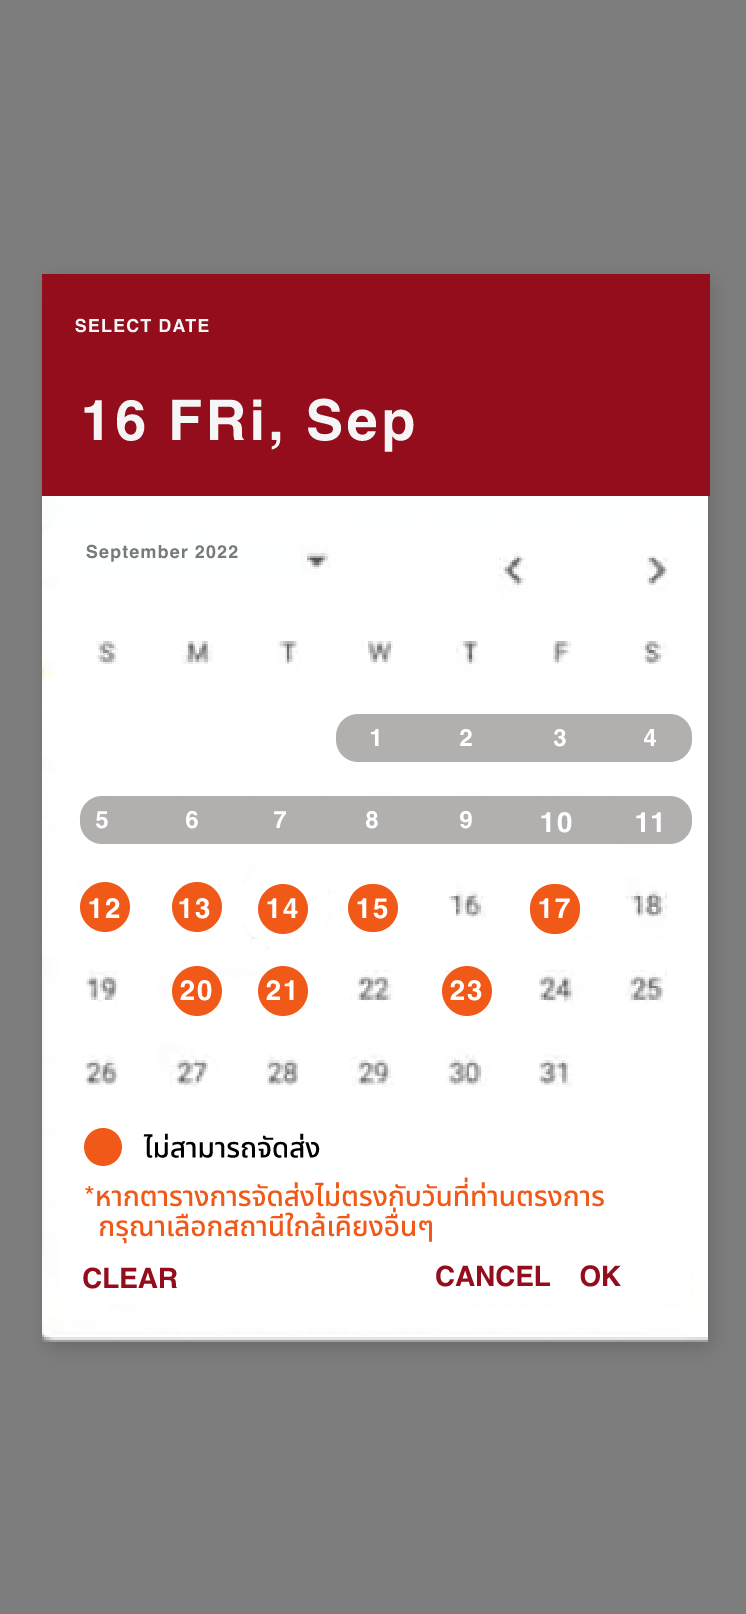 SELECT DATE
16 FRi, Sep
September 2022
S M T W T F S
1 2 3 4
5 6 7 8 9 10 11
12 13 14 15 16 17 18
19 20 21 22 23 24 25
26 27 28 29 30 31
ไม่สามารถจัดส่ง
*หากตารางการจัดส่งไม่ตรงกับวันที่ท่านตรงการ
กรุณาเลือกสถานีใกล้เคียงอื่นๆ
CLEAR CANCEL OK